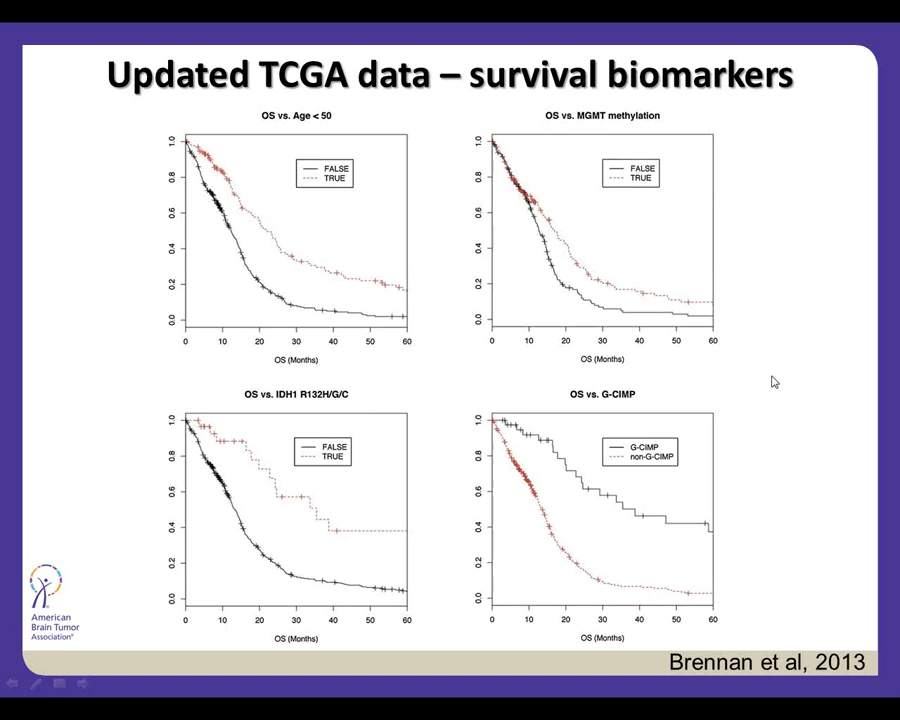 Updated TCGA data – survival biomarkers
OS vs. Age < 50
1.0
0.8
0.6
0.4
0.2
0.0
FALSE
TRUE
0 10 20 30 40 50 60
OS (Months)
OS vs. MGMT methylation
1.0
0.8
0.6
0.4
0.2
0.0
FALSE
TRUE
0 10 20 30 40 50 60
OS (Months)
OS vs. IDH1 R132H/G/C
1.0
0.8
0.6
0.4
0.2
0.0
FALSE
TRUE
0 10 20 30 40 50 60
OS (Months)
OS vs. G-CIMP
1.0
0.8
0.6
0.4
0.2
0.0
G-CIMP
non-G-CIMP
0 10 20 30 40 50 60
OS (Months)
American
Brain Tumor
Association®
Brennan et al, 2013